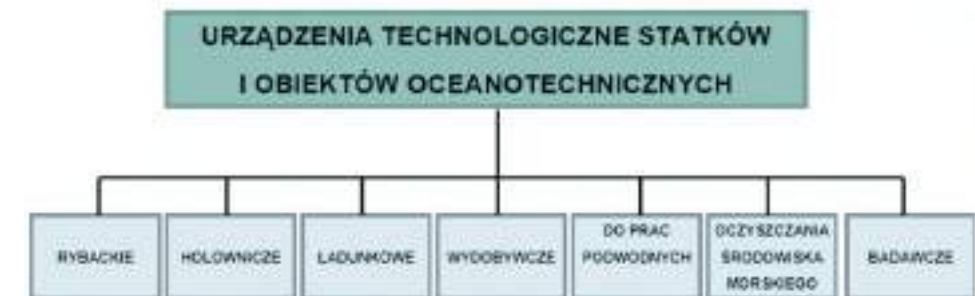 URZĄDZENIA TECHNOLOGICZNE STATKÓW
I OBIEKTÓW OCEANOTECHNICZNYCH
RYBACKIE
HOLOWNICZE
ŁADUNKOWE
WYDOBYWCZE
DO PRAC
PODWODNYCH
OCZYSZCZANIA
ŚRODOWISKA
MORSKIEGO
BADAWCZE